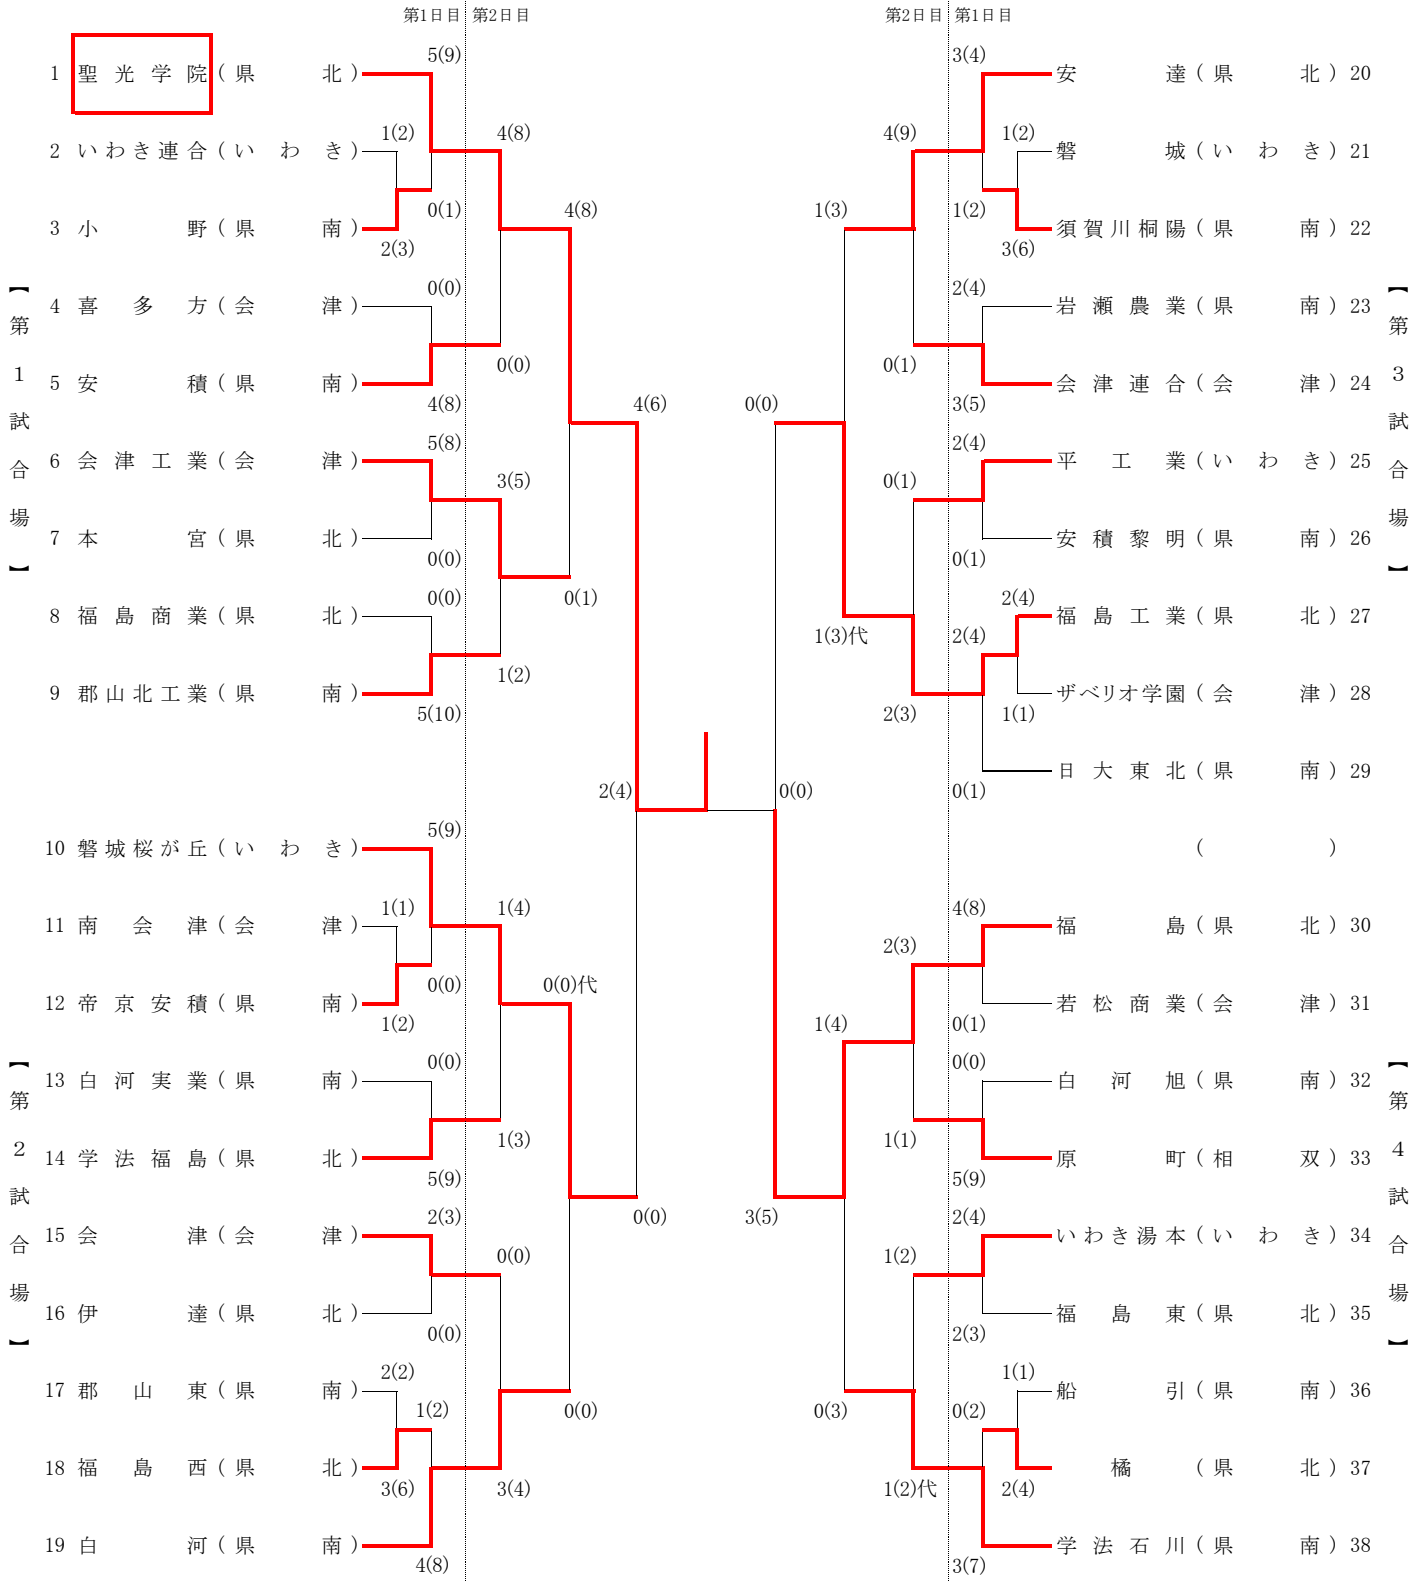 第1日目 第2日目
1 聖光学院(県北)
2 いわき連合(いわき)
3 小野(県南)
4 喜多方(会津)
5 安積(県南)
6 会津工業(会津)
7 本宮(県北)
8 福島商業(県北)
9 郡山北工業(県南)
10 磐城桜が丘(いわき)
11 南会津(会津)
12 帝京安積(県南)
13 白河実業(県南)
14 学法福島(県北)
15 会津(会津)
16 伊達(県北)
17 郡山東(県南)
18 福島西(県北)
19 白河(県南)
【第1試合場】
【第2試合場】
5(9)
1(2)
0(1)
2(3)
0(0)
4(8)
5(8)
0(0)
0(0)
5(10)
5(9)
1(1)
0(0)
1(2)
0(0)
5(9)
2(3)
0(0)
2(2)
1(2)
3(6)
4(8)
4(8)
0(0)
3(5)
1(2)
1(4)
1(3)
0(0)
3(4)
4(8)
0(1)
0(0)代
0(0)
4(6)
0(0)
2(4)
0(0)
第2日目 第1日目
安達(県北) 20
磐城(いわき) 21
須賀川桐陽(県南) 22
岩瀬農業(県南) 23
会津連合(会津) 24
平工業(いわき) 25
安積黎明(県南) 26
福島工業(県北) 27
ザベリオ学園(会津) 28
日大東北(県南) 29
( )
福島(県北) 30
若松商業(会津) 31
白河旭(県南) 32
原町(相双) 33
いわき湯本(いわき) 34
福島東(県北) 35
船引(県南) 36
橘(県北) 37
学法石川(県南) 38
【第3試合場】
【第4試合場】
3(4)
1(2)
1(2)
3(6)
2(4)
3(5)
2(4)
0(1)
2(4)
2(4)
1(1)
0(1)
4(8)
0(1)
0(0)
5(9)
2(4)
2(3)
1(1)
0(2)
2(4)
3(7)
4(9)
0(1)
0(1)
2(3)
2(3)
1(1)
1(2)
1(2)代
1(3)
1(3)代
1(4)
0(3)
0(0)
3(5)